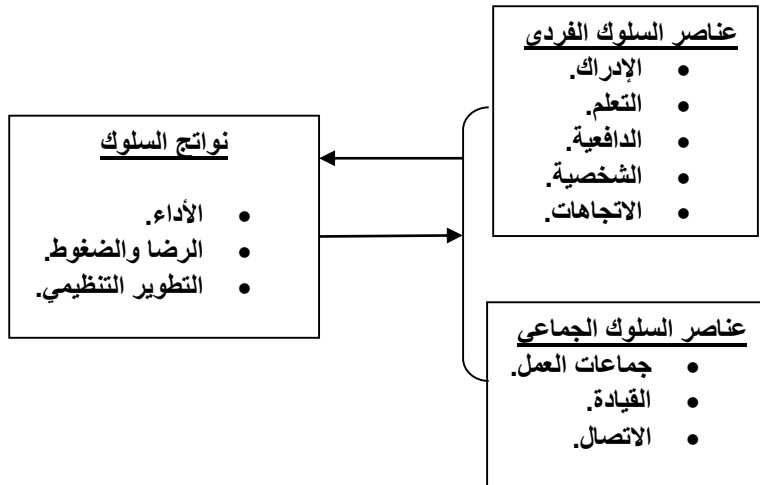 عناصر السلوك الفردي
• الإدراك.
• التعلم.
• الدافعية.
• الشخصية.
• الاتجاهات.
عناصر السلوك الجماعي
• جماعات العمل.
• القيادة.
• الاتصال.
نواتج السلوك
• الأداء.
• الرضا والضغوط.
• التطوير التنظيمي.